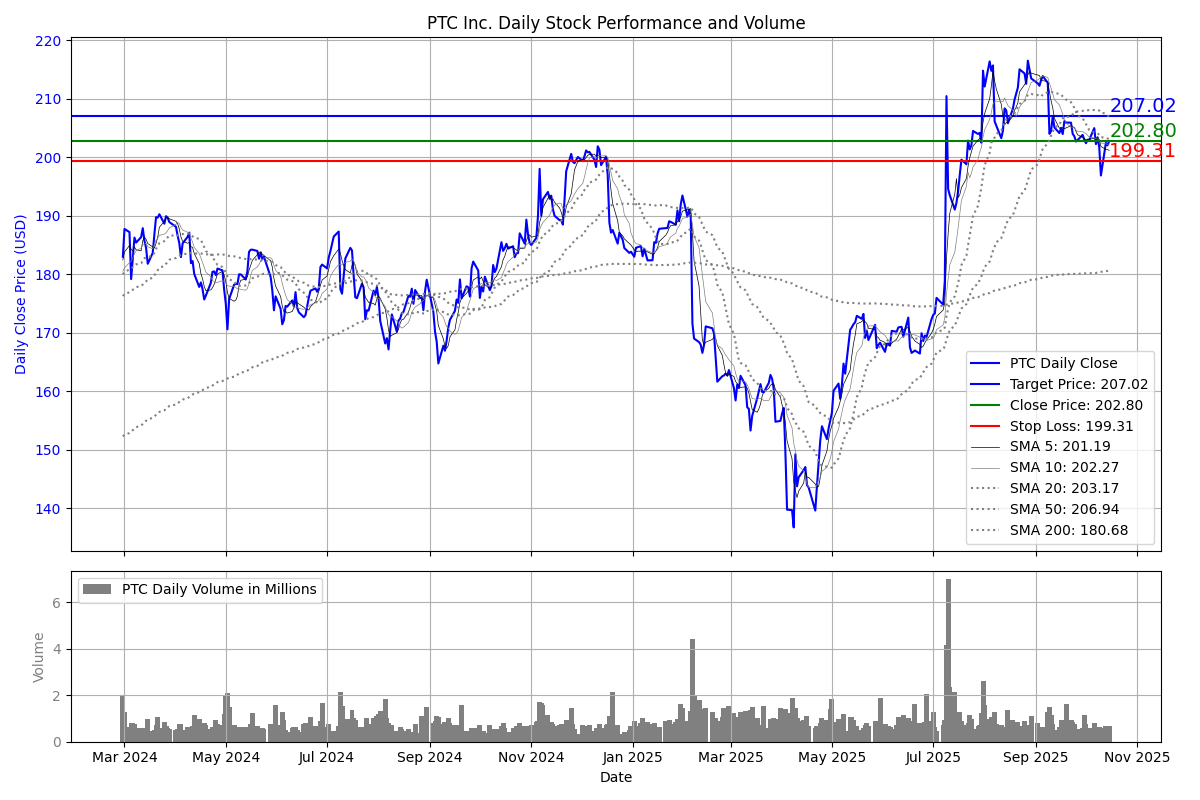 PTC Inc. Daily Stock Performance and Volume
220
210
200
190
180
170
160
150
140
Daily Close Price (USD)
207.02
202.80
199.31
PTC Daily Close
Target Price: 207.02
Close Price: 202.80
Stop Loss: 199.31
SMA 5: 201.19
SMA 10: 202.27
SMA 20: 203.17
SMA 50: 206.94
SMA 200: 180.68
PTC Daily Volume in Millions
6
4
2
0
Volume
Mar 2024 May 2024 Jul 2024 Sep 2024 Nov 2024 Jan 2025 Mar 2025 May 2025 Jul 2025 Sep 2025 Nov 2025
Date